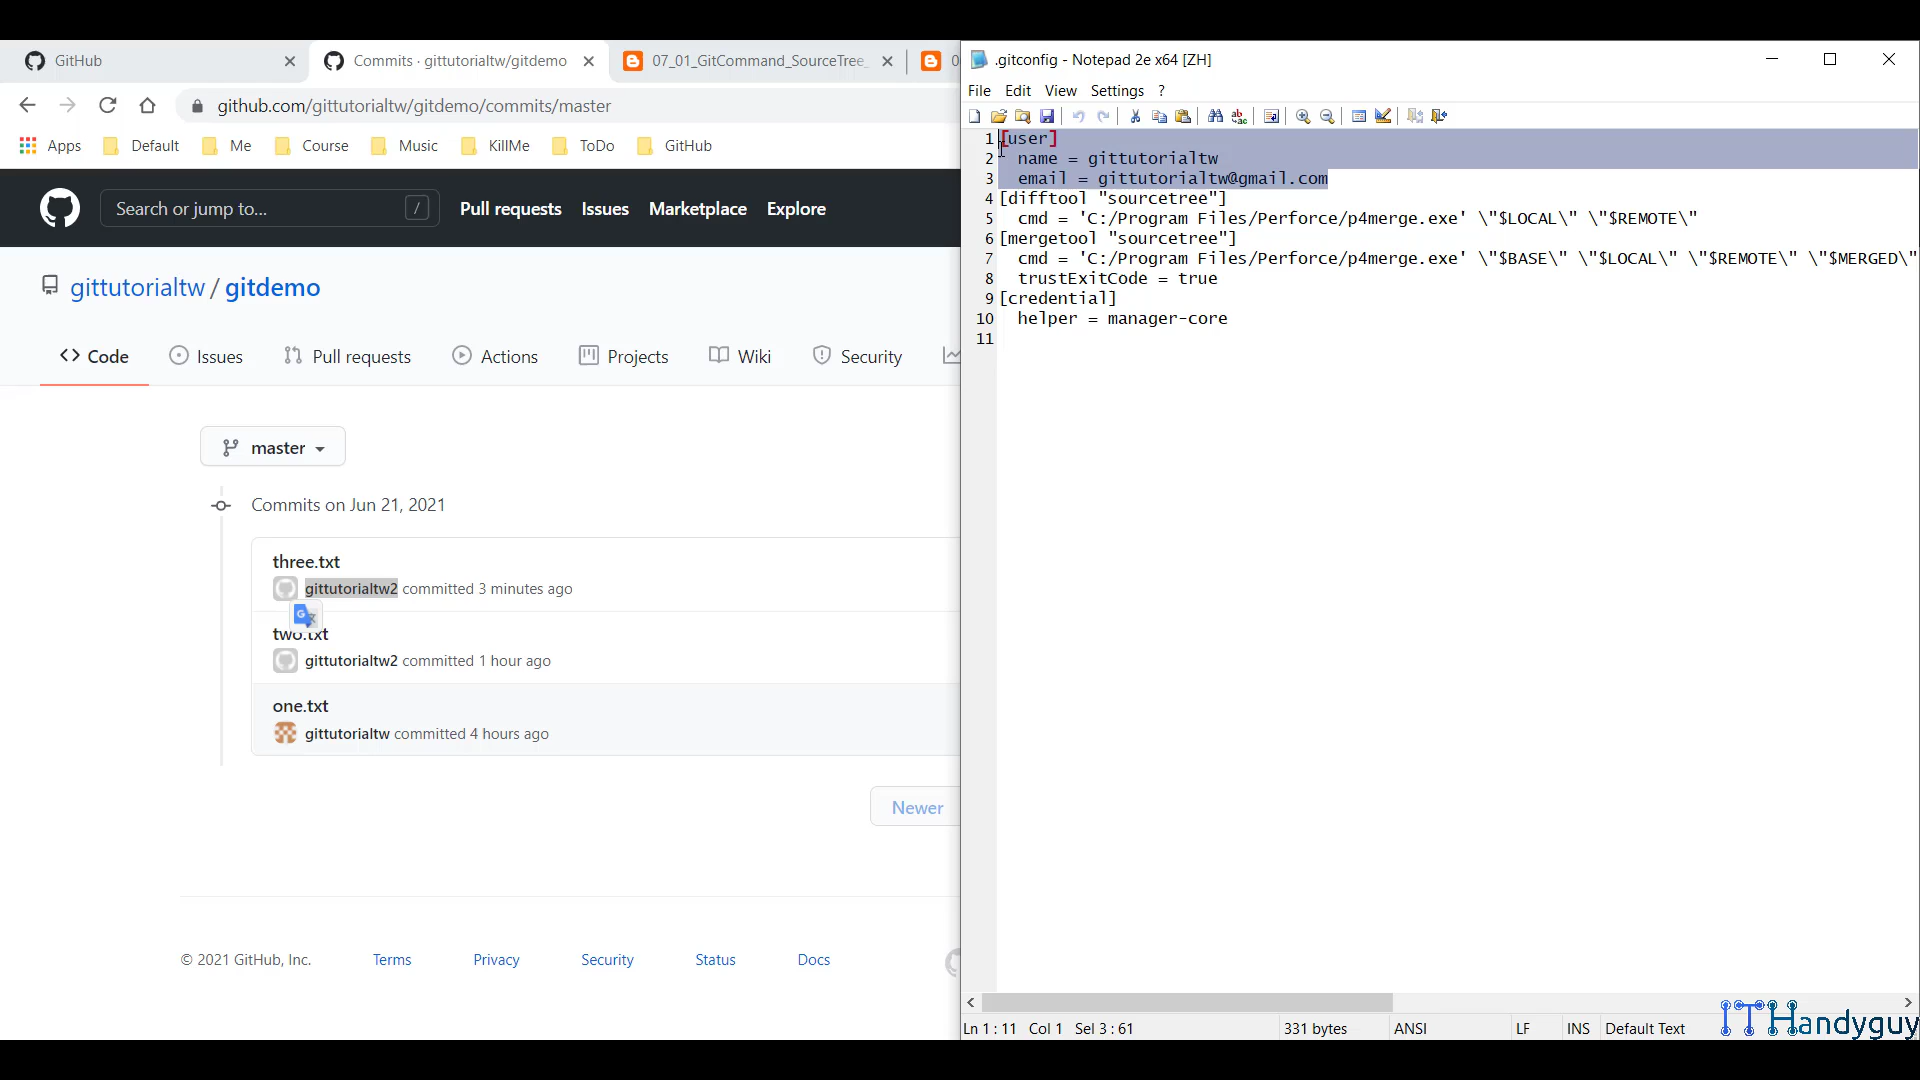 GitHub
Commits · gittutorialtw/gitdemo
07_01_GitCommand_SourceTree_
github.com/gittutorialtw/gitdemo/commits/master
Apps
Default
Me
Course
Music
KillMe
ToDo
GitHub
Search or jump to...
/
Pull requests
Issues
Marketplace
Explore
gittutorialtw / gitdemo
<> Code
Issues
Pull requests
Actions
Projects
Wiki
Security
master
Commits on Jun 21, 2021
three.txt
gittutorialtw2 committed 3 minutes ago
two.txt
gittutorialtw2 committed 1 hour ago
one.txt
gittutorialtw committed 4 hours ago
Newer
© 2021 GitHub, Inc.
Terms
Privacy
Security
Status
Docs
.gitconfig - Notepad 2e x64 [ZH]
File Edit View Settings ?
1 [user]
2 name = gittutorialtw
3 email = gittutorialtw@gmail.com
4 [difftool "sourcetree"]
5 cmd = 'C:/Program Files/Perforce/p4merge.exe' \"$LOCAL\" \"$REMOTE\"
6 [mergetool "sourcetree"]
7 cmd = 'C:/Program Files/Perforce/p4merge.exe' \"$BASE\" \"$LOCAL\" \"$REMOTE\" \"$MERGED\"
8 trustExitCode = true
9 [credential]
10 helper = manager-core
11
Ln 1 : 11 Col 1 Sel 3 : 61
331 bytes
ANSI
LF
INS
Default Text
ITHandyguy